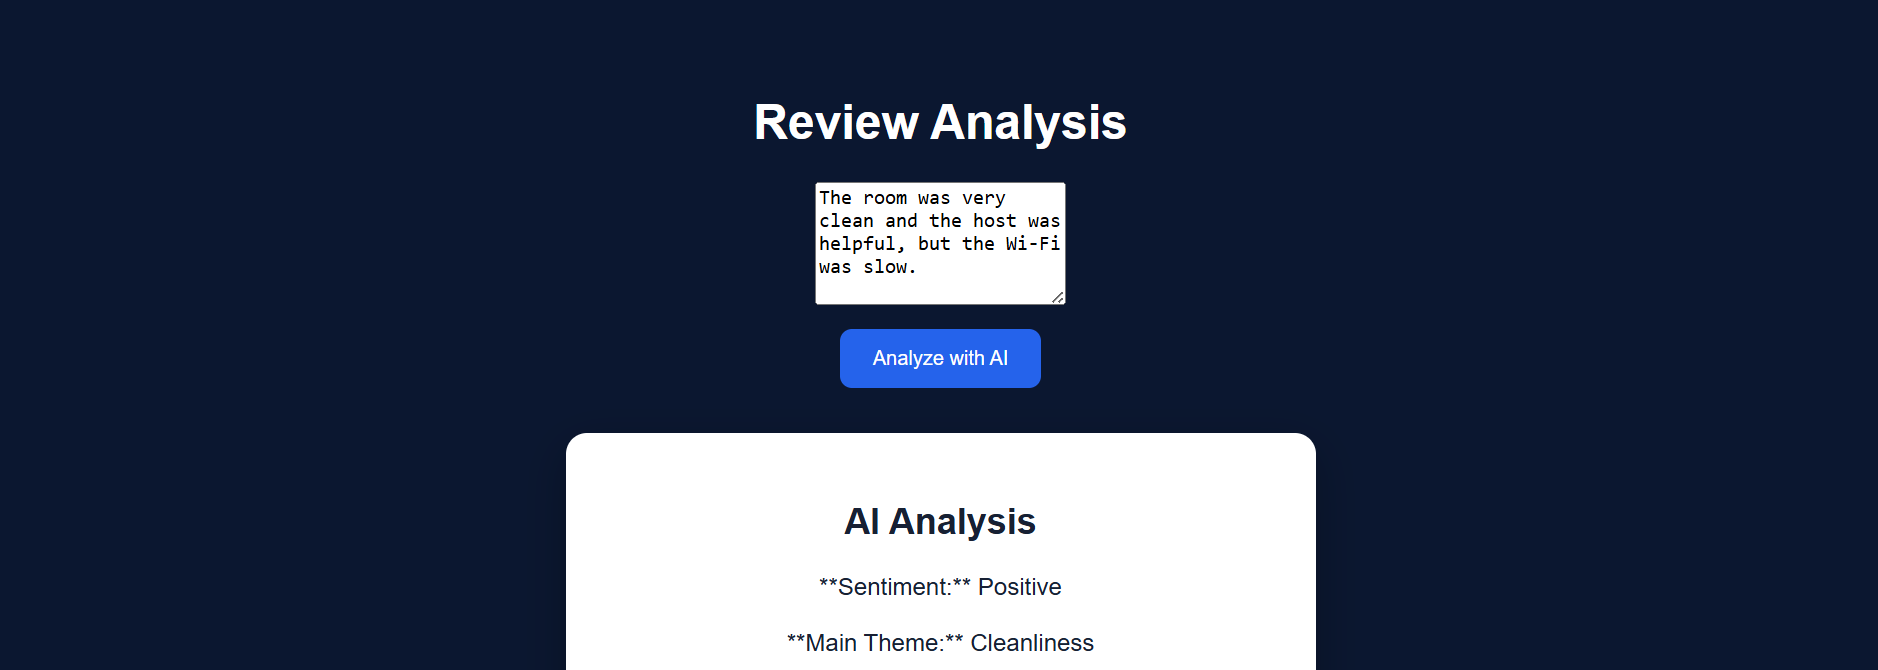 Review Analysis
The room was very
clean and the host was
helpful, but the Wi-Fi
was slow.
Analyze with AI
AI Analysis
**Sentiment:** Positive
**Main Theme:** Cleanliness